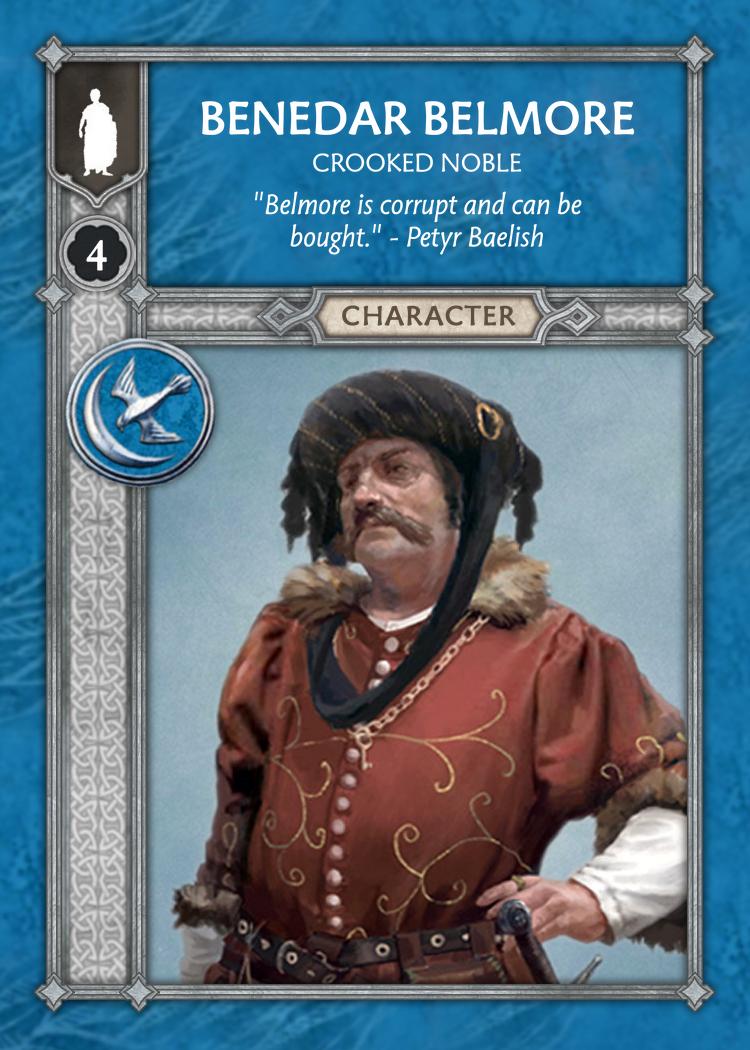 BENEDAR BELMORE
CROOKED NOBLE
"Belmore is corrupt and can be
bought." - Petyr Baelish
4
CHARACTER